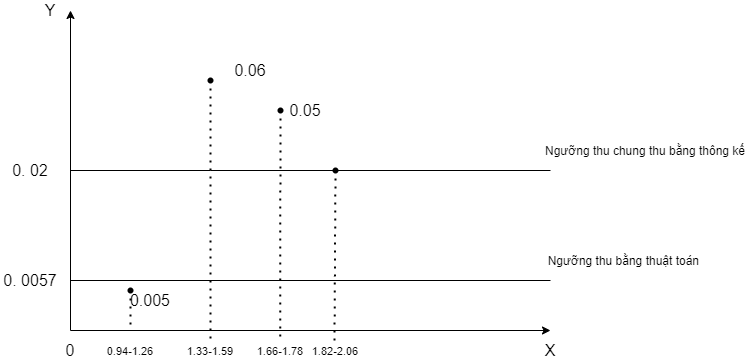 Y
0.06
0.05
Ngưỡng thu chung thu bằng thông kế
0. 02
Ngưỡng thu bằng thuật toán
0. 0057
0.005
0
0.94-1.26
1.33-1.59
1.66-1.78
1.82-2.06
X